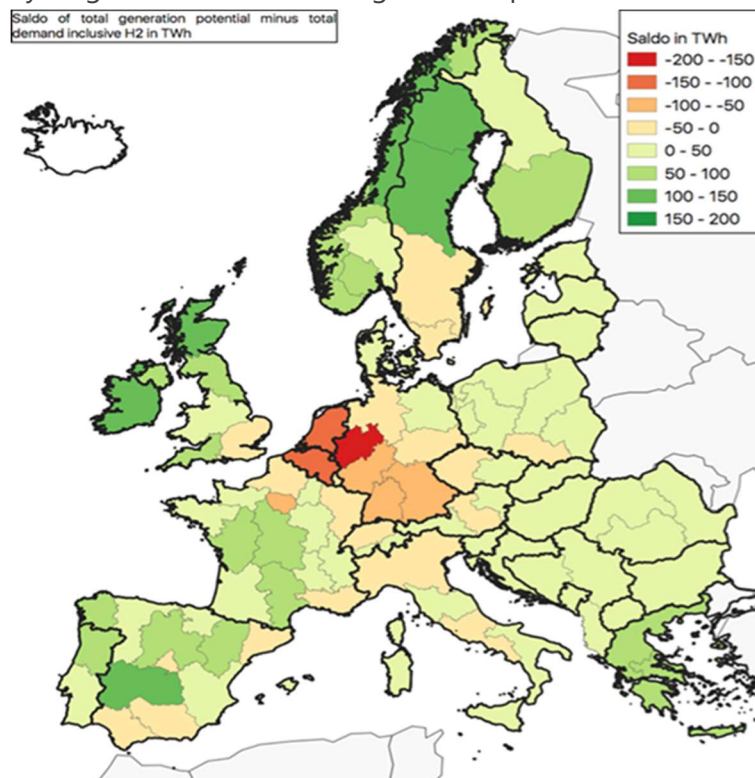 Saldo of total generation potential minus total
demand inclusive H2 in TWh
Saldo in TWh
-200 - -150
-150 - -100
-100 - -50
-50 - 0
0 - 50
50 - 100
100 - 150
150 - 200